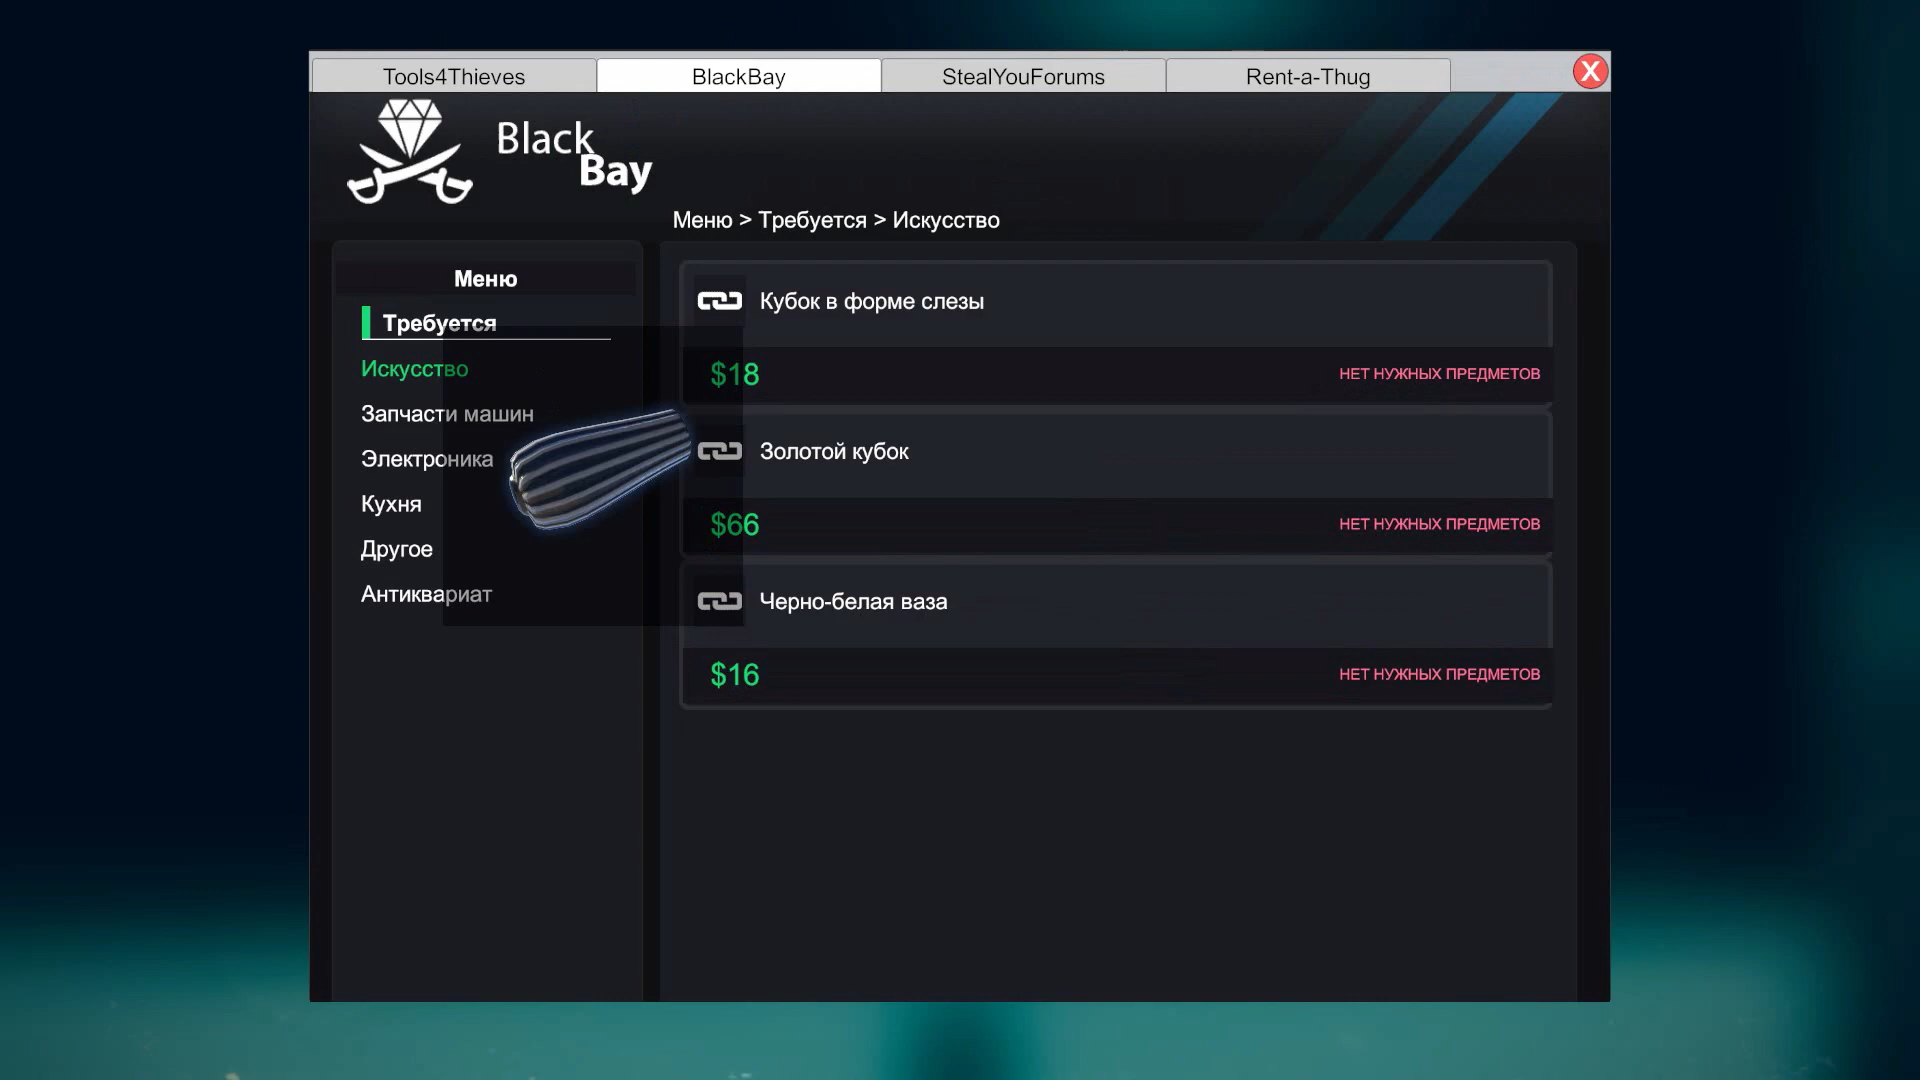 Tools4Thieves
BlackBay
StealYouForums
Rent-a-Thug
X
Black
Bay
Меню > Требуется > Искусство
Меню
Требуется
Искусство
Запчасти машин
Электроника
Кухня
Другое
Антиквариат
Кубок в форме слезы
$18
НЕТ НУЖНЫХ ПРЕДМЕТОВ
Золотой кубок
$66
НЕТ НУЖНЫХ ПРЕДМЕТОВ
Черно-белая ваза
$16
НЕТ НУЖНЫХ ПРЕДМЕТОВ